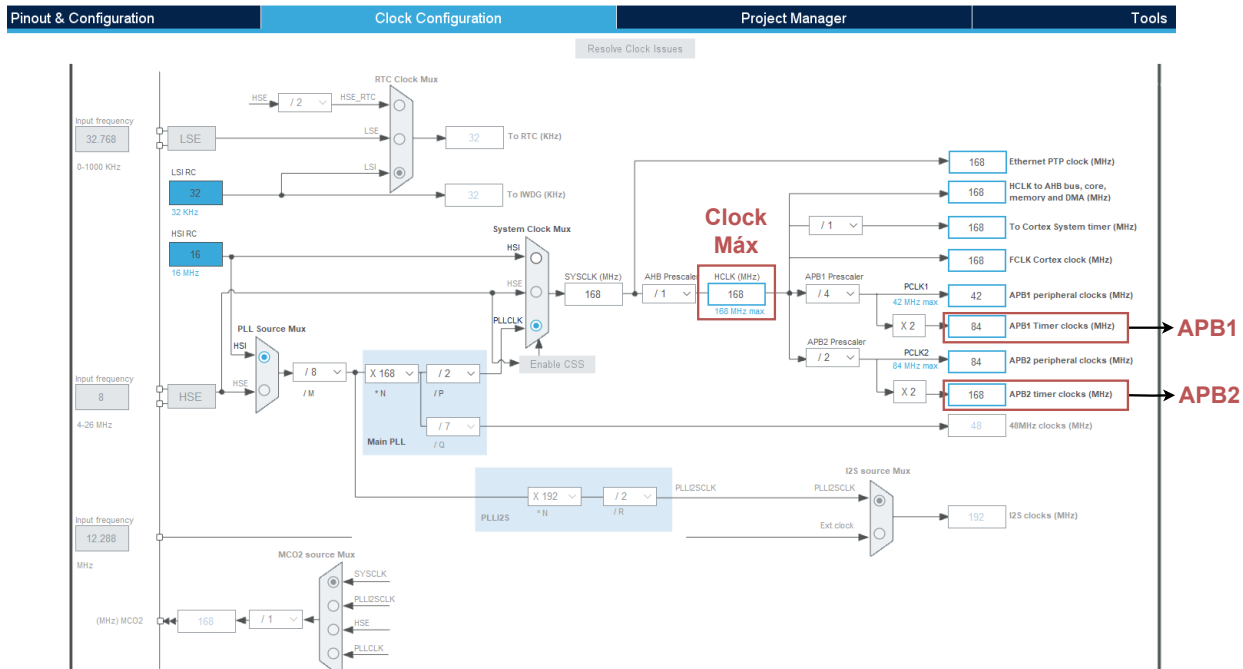 Pinout & Configuration
Clock Configuration
Project Manager
Tools
Resolve Clock Issues
RTC Clock Mux
HSE
/ 2
HSE_RTC
Input frequency
32.768
LSE
LSE
32
To RTC (KHz)
0-1000 KHz
LSI RC
LSI
32
32
To IWDG (KHz)
32 KHz
168
Ethernet PTP clock (MHz)
168
HCLK to AHB bus, core,
memory and DMA (MHz)
Clock
Máx
/ 1
168
To Cortex System timer (MHz)
168
FCLK Cortex clock (MHz)
HSI RC
16
16 MHz
System Clock Mux
HSI
HSE
PLLCLK
SYSCLK (MHz)
168
AHB Prescaler
/ 1
HCLK (MHz)
168
168 MHz max
APB1 Prescaler
/ 4
PCLK1
42 MHz max
42
APB1 peripheral clocks (MHz)
X 2
84
APB1 Timer clocks (MHz)
APB1
APB2 Prescaler
/ 2
PCLK2
84 MHz max
84
APB2 peripheral clocks (MHz)
X 2
168
APB2 timer clocks (MHz)
APB2
Enable CSS
PLL Source Mux
HSI
HSE
/ 8
/ M
X 168
* N
/ 2
/ P
/ 7
/ Q
Main PLL
48
48MHz clocks (MHz)
Input frequency
8
HSE
4-26 MHz
PLLI2S
X 192
* N
/ 2
/ R
PLLI2SCLK
I2S source Mux
PLLI2SCLK
Ext clock
192
I2S clocks (MHz)
Input frequency
12.288
MHz
MCO2 source Mux
SYSCLK
PLLI2SCLK
HSE
PLLCLK
(MHz) MCO2
168
/ 1